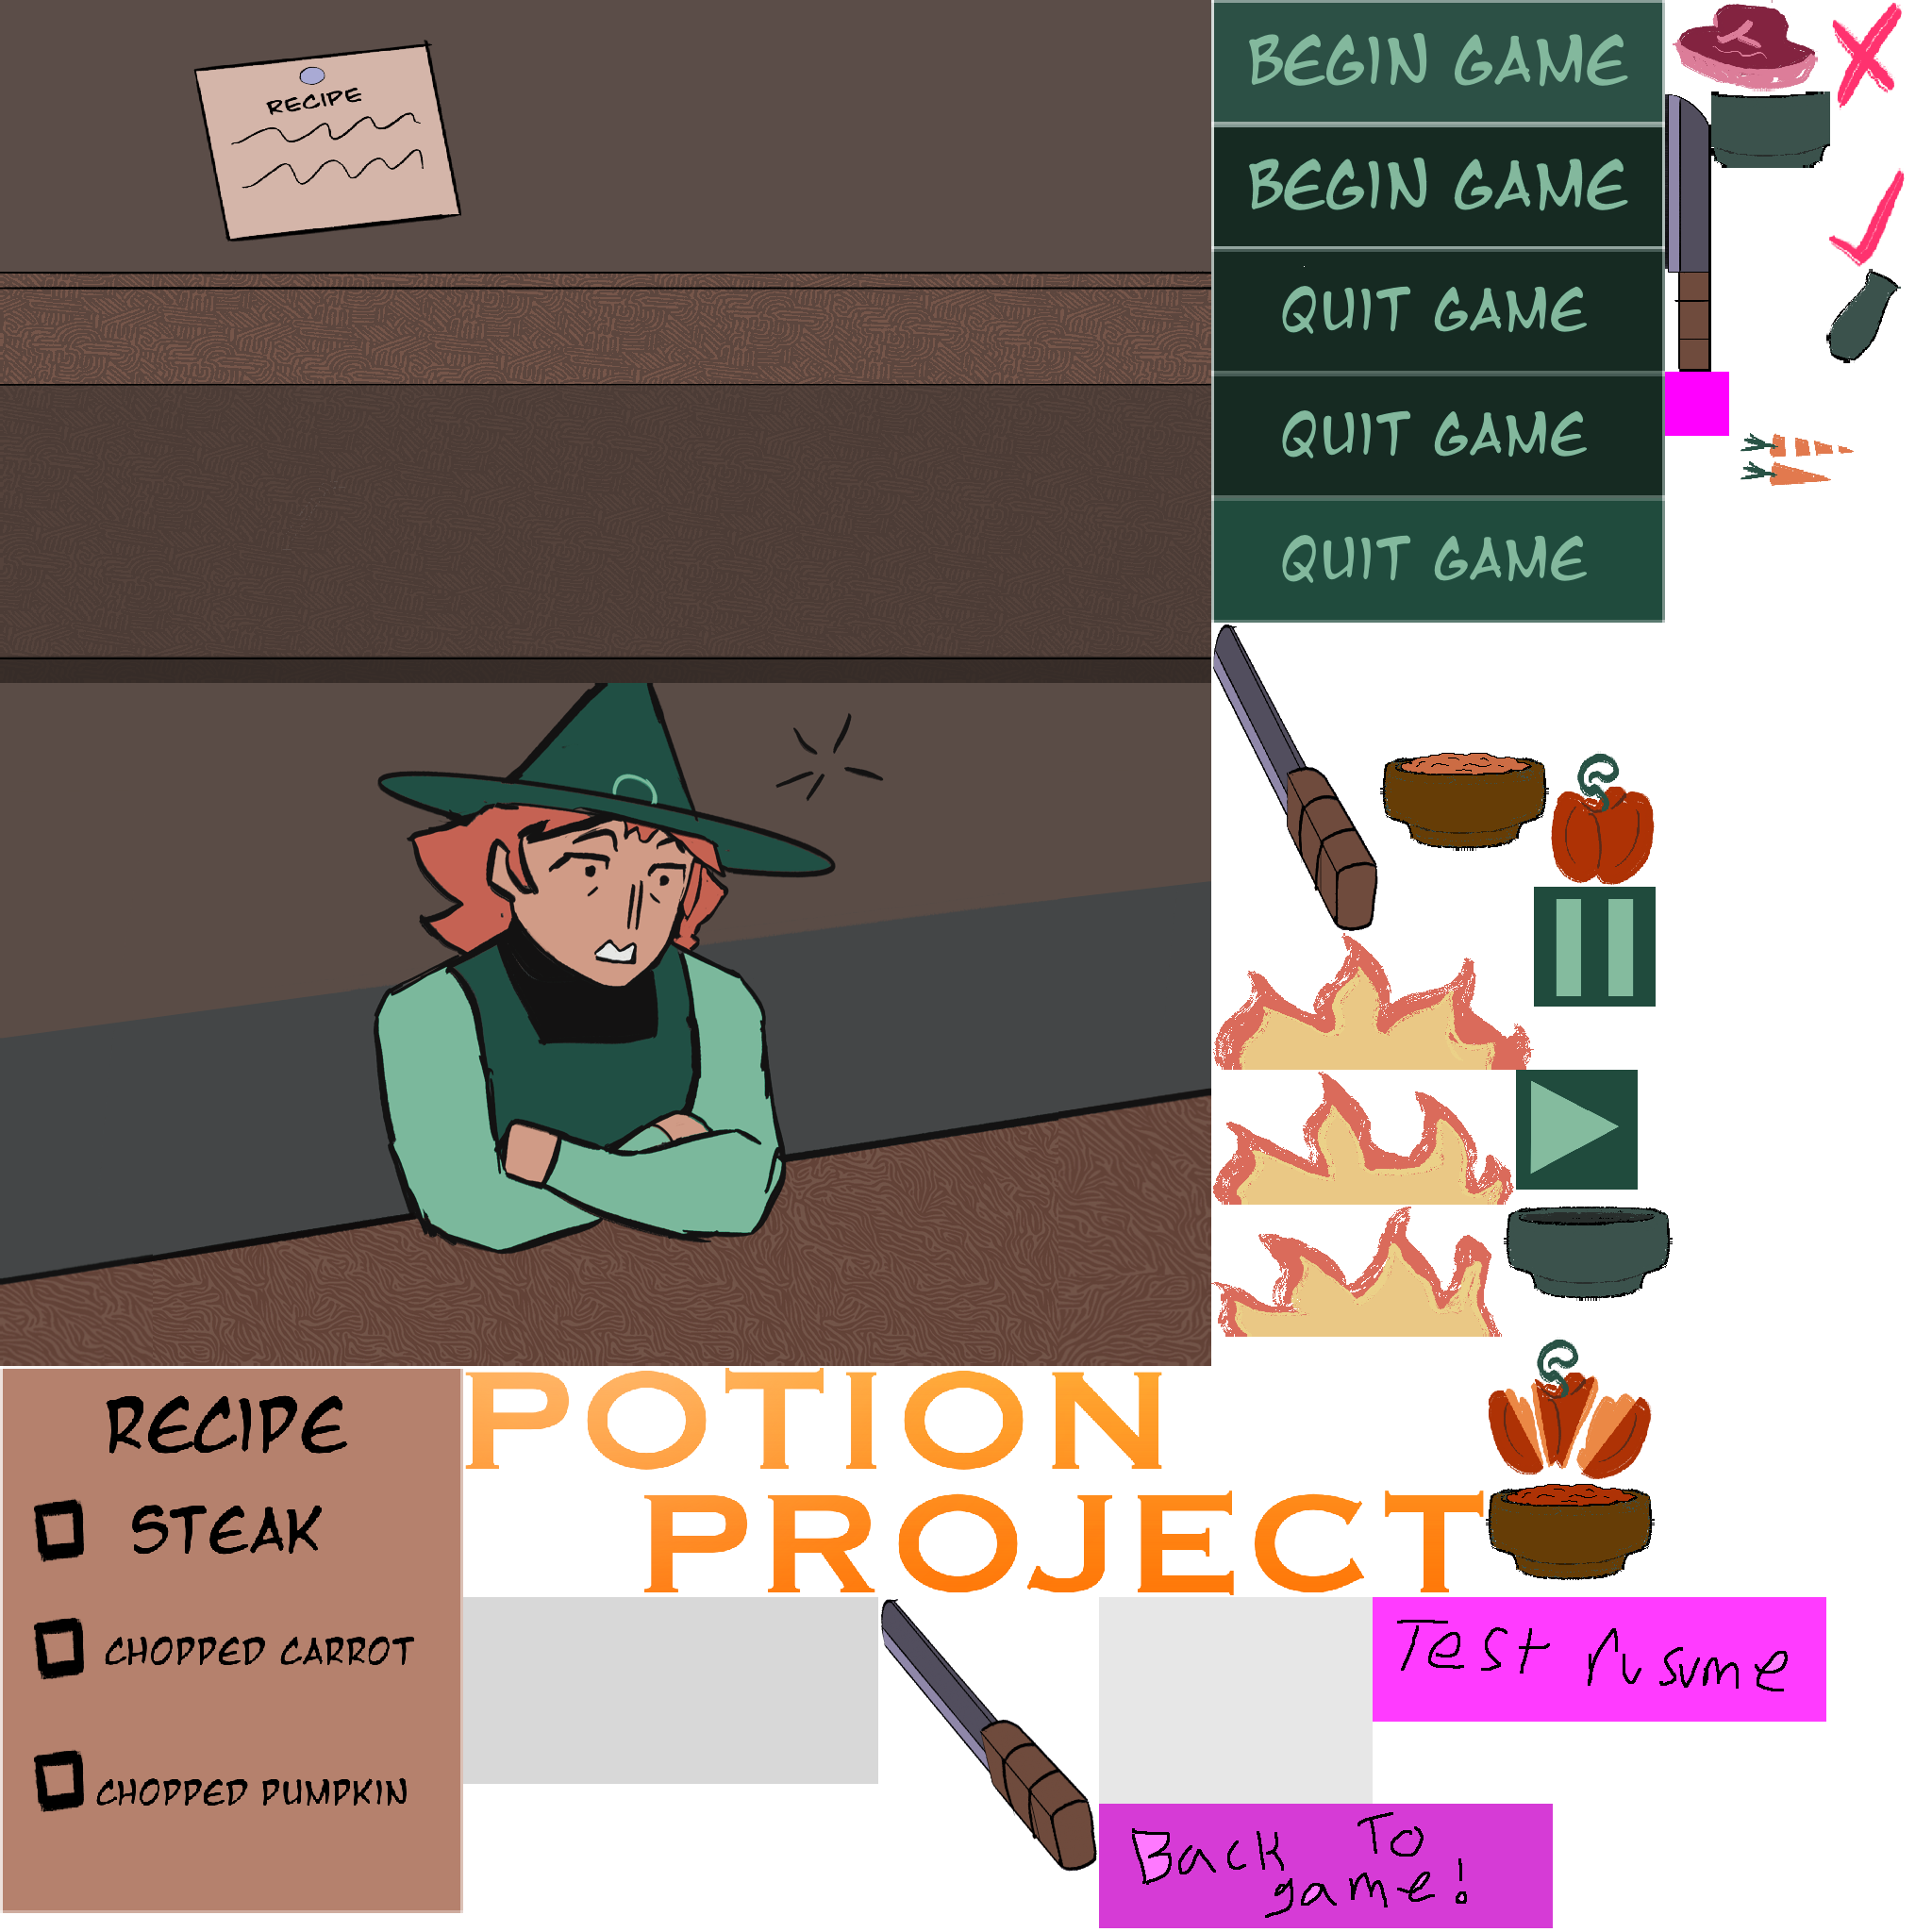 RECIPE
BEGIN GAME
BEGIN GAME
QUIT GAME
QUIT GAME
QUIT GAME
RECIPE
STEAK
CHOPPED CARROT
CHOPPED PUMPKIN
POTION
PROJECT
Test
Back To
game!